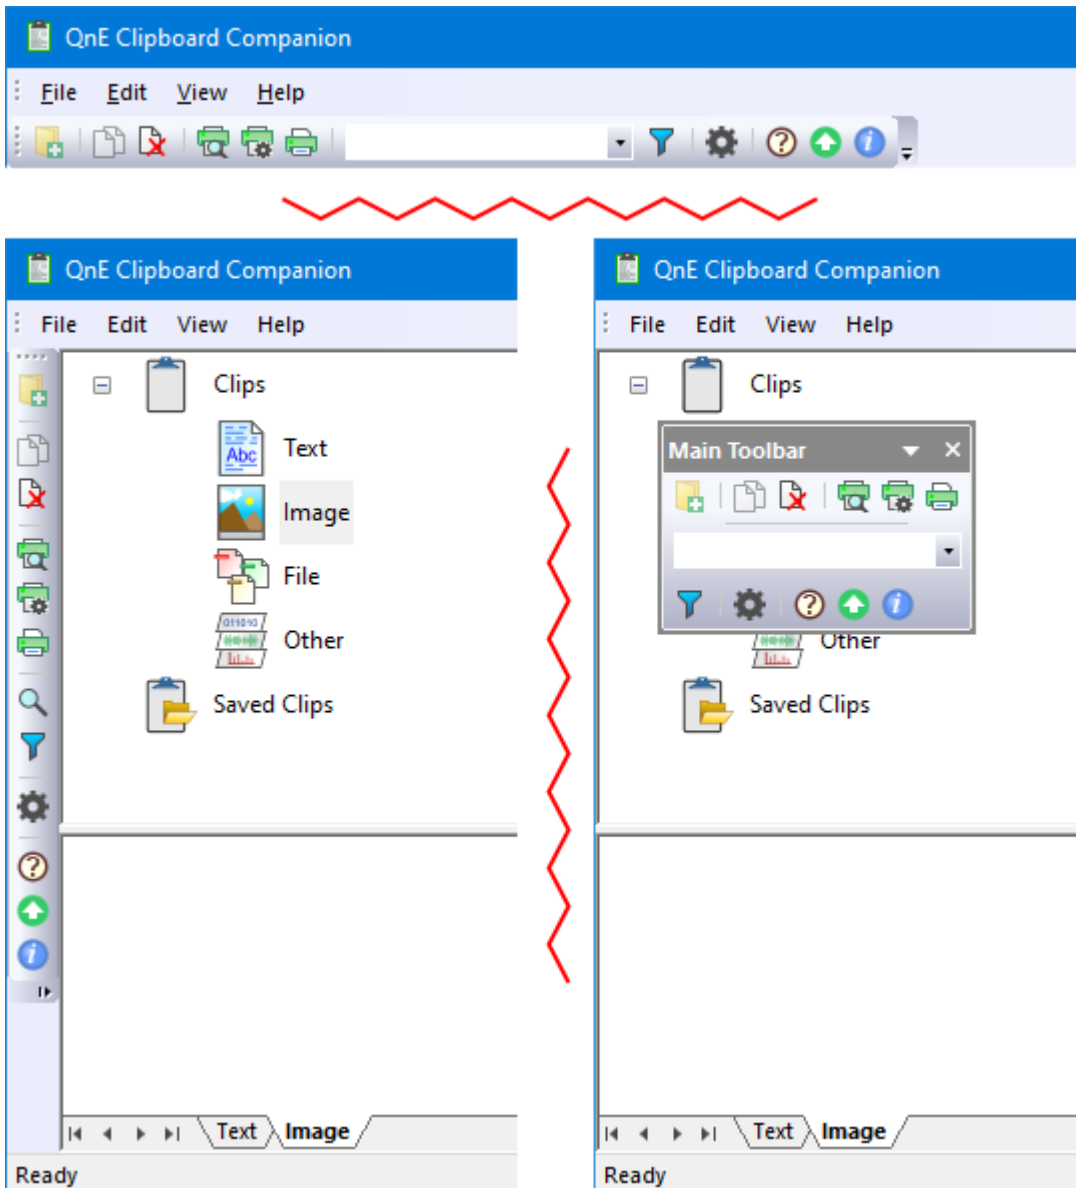 QnE Clipboard Companion
File Edit View Help
QnE Clipboard Companion
File Edit View Help
Clips
Abc Text
Image
File
011010
Other
Saved Clips
Text Image
Ready
QnE Clipboard Companion
File Edit View Help
Clips
Main Toolbar
Other
Saved Clips
Text Image
Ready